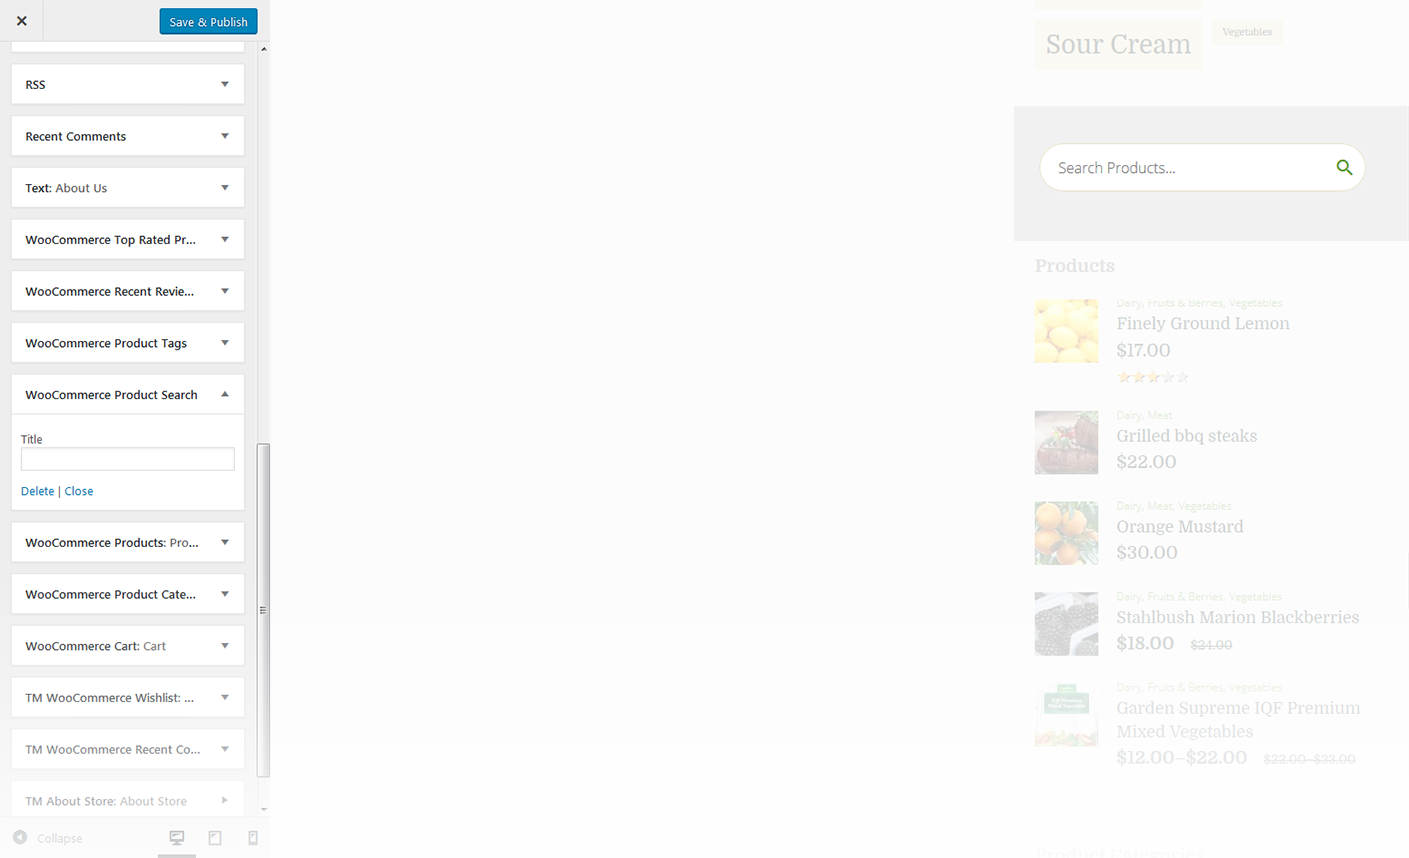 Save & Publish
RSS
Recent Comments
Text: About Us
WooCommerce Top Rated Pr...
WooCommerce Recent Revie...
WooCommerce Product Tags
WooCommerce Product Search
Title
Delete | Close
WooCommerce Products: Pro...
WooCommerce Product Cate...
WooCommerce Cart: Cart
TM WooCommerce Wishlist: ...
TM WooCommerce Recent Co...
TM About Store: About Store
Collapse
Sour Cream
Vegetables
Search Products...
Products
Dairy, Fruits & Berries, Vegetables
Finely Ground Lemon
$17.00
Dairy, Meat
Grilled bbq steaks
$22.00
Dairy, Meat, Vegetables
Orange Mustard
$30.00
Dairy, Fruits & Berries, Vegetables
Stahlbush Marion Blackberries
$18.00 $24.00
Dairy, Fruits & Berries, Vegetables
Garden Supreme IQF Premium
Mixed Vegetables
$12.00–$22.00 $22.00–$33.00
Product Categories